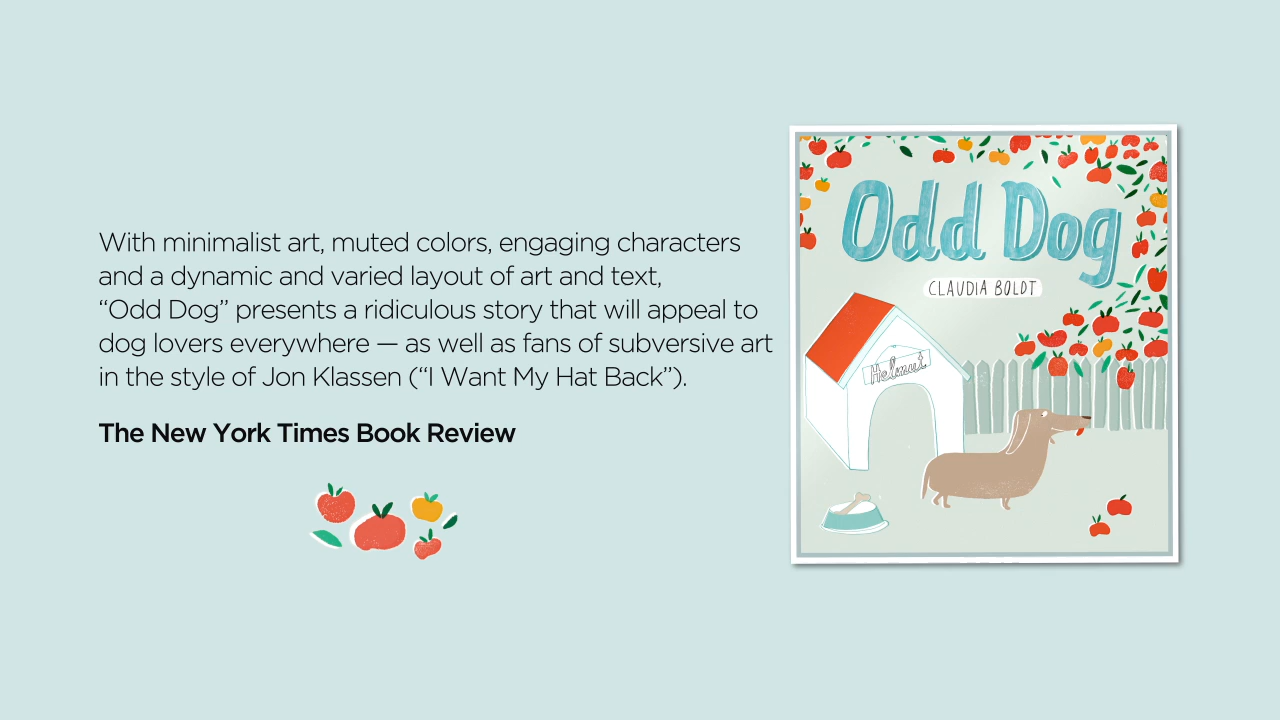 With minimalist art, muted colors, engaging characters
and a dynamic and varied layout of art and text,
“Odd Dog” presents a ridiculous story that will appeal to
dog lovers everywhere — as well as fans of subversive art
in the style of Jon Klassen (“I Want My Hat Back”).
The New York Times Book Review
Odd Dog
CLAUDIA BOLDT
Helmut